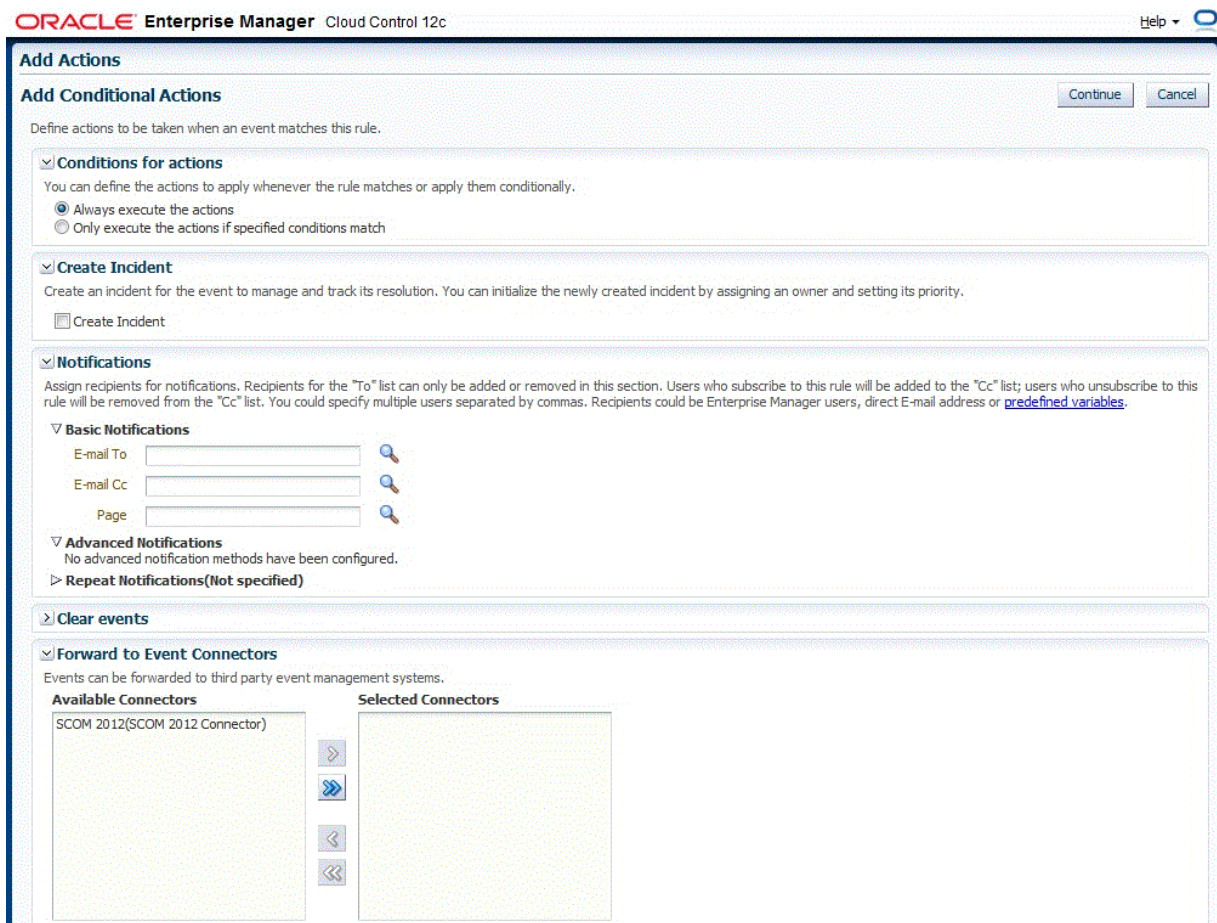 ORACLE Enterprise Manager Cloud Control 12c
Help
Add Actions
Add Conditional Actions
Continue
Cancel
Define actions to be taken when an event matches this rule.
Conditions for actions
You can define the actions to apply whenever the rule matches or apply them conditionally.
Always execute the actions
Only execute the actions if specified conditions match
Create Incident
Create an incident for the event to manage and track its resolution. You can initialize the newly created incident by assigning an owner and setting its priority.
Create Incident
Notifications
Assign recipients for notifications. Recipients for the "To" list can only be added or removed in this section. Users who subscribe to this rule will be added to the "Cc" list; users who unsubscribe to this
rule will be removed from the "Cc" list. You could specify multiple users separated by commas. Recipients could be Enterprise Manager users, direct E-mail address or predefined variables.
Basic Notifications
E-mail To
E-mail Cc
Page
Advanced Notifications
No advanced notification methods have been configured.
Repeat Notifications(Not specified)
Clear events
Forward to Event Connectors
Events can be forwarded to third party event management systems.
Available Connectors
Selected Connectors
SCOM 2012(SCOM 2012 Connector)